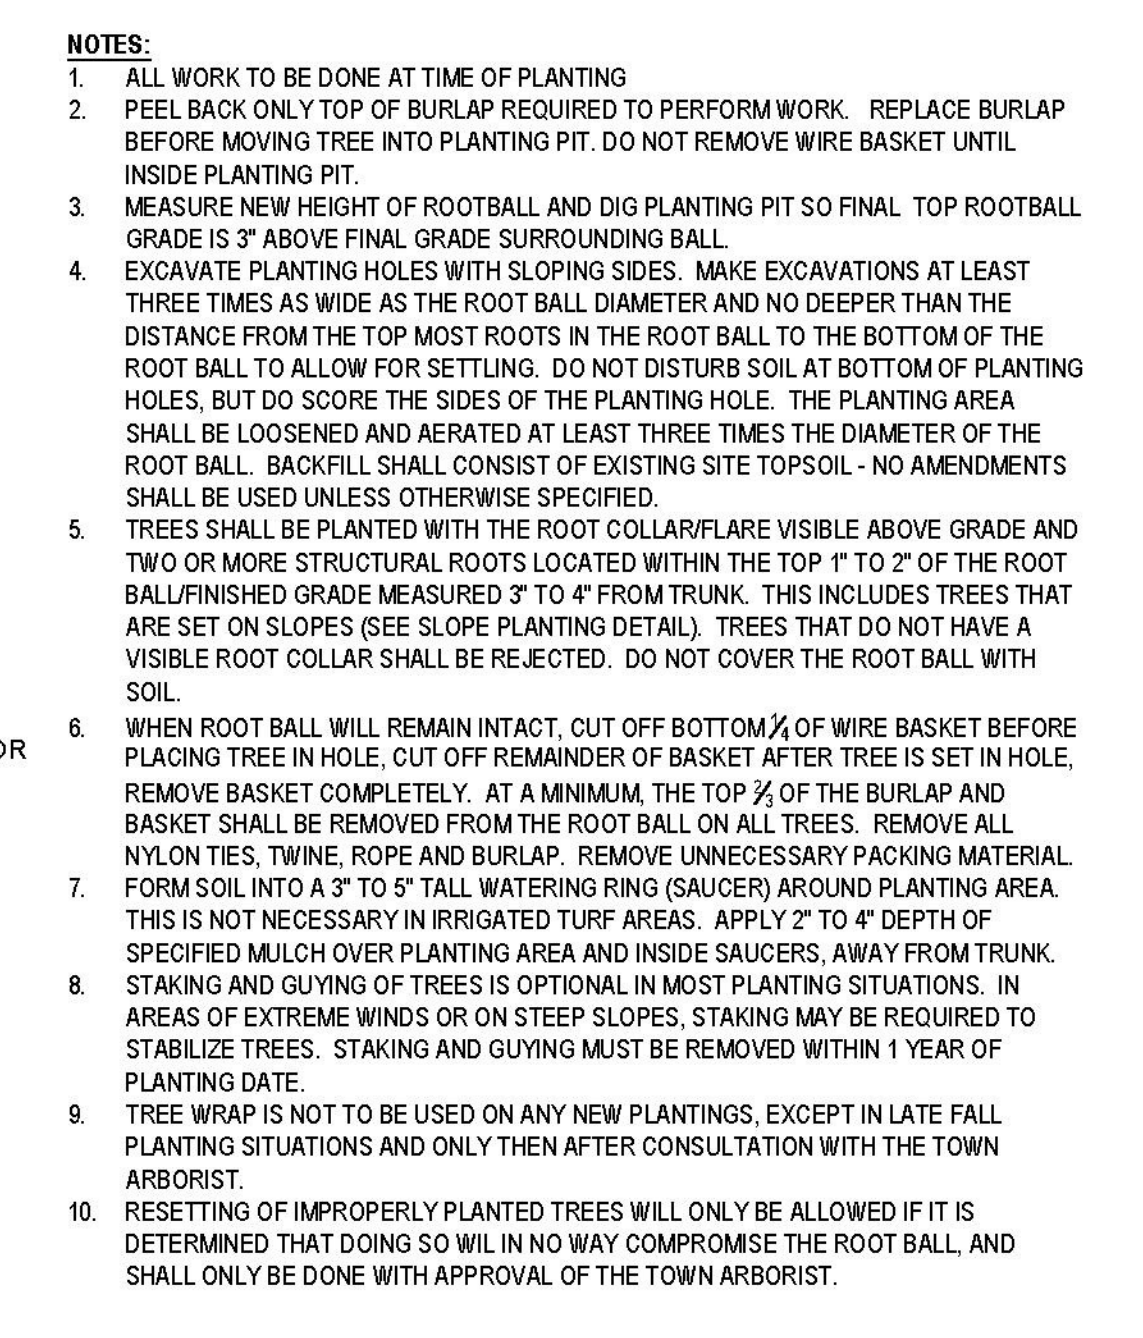 NOTES:
1. ALL WORK TO BE DONE AT TIME OF PLANTING
2. PEEL BACK ONLY TOP OF BURLAP REQUIRED TO PERFORM WORK. REPLACE BURLAP
BEFORE MOVING TREE INTO PLANTING PIT. DO NOT REMOVE WIRE BASKET UNTIL
INSIDE PLANTING PIT.
3. MEASURE NEW HEIGHT OF ROOTBALL AND DIG PLANTING PIT SO FINAL TOP ROOTBALL
GRADE IS 3" ABOVE FINAL GRADE SURROUNDING BALL.
4. EXCAVATE PLANTING HOLES WITH SLOPING SIDES. MAKE EXCAVATIONS AT LEAST
THREE TIMES AS WIDE AS THE ROOT BALL DIAMETER AND NO DEEPER THAN THE
DISTANCE FROM THE TOP MOST ROOTS IN THE ROOT BALL TO THE BOTTOM OF THE
ROOT BALL TO ALLOW FOR SETTLING. DO NOT DISTURB SOIL AT BOTTOM OF PLANTING
HOLES, BUT DO SCORE THE SIDES OF THE PLANTING HOLE. THE PLANTING AREA
SHALL BE LOOSENED AND AERATED AT LEAST THREE TIMES THE DIAMETER OF THE
ROOT BALL. BACKFILL SHALL CONSIST OF EXISTING SITE TOPSOIL - NO AMENDMENTS
SHALL BE USED UNLESS OTHERWISE SPECIFIED.
5. TREES SHALL BE PLANTED WITH THE ROOT COLLAR/FLARE VISIBLE ABOVE GRADE AND
TWO OR MORE STRUCTURAL ROOTS LOCATED WITHIN THE TOP 1" TO 2" OF THE ROOT
BALL/FINISHED GRADE MEASURED 3" TO 4" FROM TRUNK. THIS INCLUDES TREES THAT
ARE SET ON SLOPES (SEE SLOPE PLANTING DETAIL). TREES THAT DO NOT HAVE A
VISIBLE ROOT COLLAR SHALL BE REJECTED. DO NOT COVER THE ROOT BALL WITH
SOIL.
6. WHEN ROOT BALL WILL REMAIN INTACT, CUT OFF BOTTOM 1/4 OF WIRE BASKET BEFORE
PLACING TREE IN HOLE, CUT OFF REMAINDER OF BASKET AFTER TREE IS SET IN HOLE,
REMOVE BASKET COMPLETELY. AT A MINIMUM, THE TOP 2/3 OF THE BURLAP AND
BASKET SHALL BE REMOVED FROM THE ROOT BALL ON ALL TREES. REMOVE ALL
NYLON TIES, TWINE, ROPE AND BURLAP. REMOVE UNNECESSARY PACKING MATERIAL.
7. FORM SOIL INTO A 3" TO 5" TALL WATERING RING (SAUCER) AROUND PLANTING AREA.
THIS IS NOT NECESSARY IN IRRIGATED TURF AREAS. APPLY 2" TO 4" DEPTH OF
SPECIFIED MULCH OVER PLANTING AREA AND INSIDE SAUCERS, AWAY FROM TRUNK.
8. STAKING AND GUYING OF TREES IS OPTIONAL IN MOST PLANTING SITUATIONS. IN
AREAS OF EXTREME WINDS OR ON STEEP SLOPES, STAKING MAY BE REQUIRED TO
STABILIZE TREES. STAKING AND GUYING MUST BE REMOVED WITHIN 1 YEAR OF
PLANTING DATE.
9. TREE WRAP IS NOT TO BE USED ON ANY NEW PLANTINGS, EXCEPT IN LATE FALL
PLANTING SITUATIONS AND ONLY THEN AFTER CONSULTATION WITH THE TOWN
ARBORIST.
10. RESETTING OF IMPROPERLY PLANTED TREES WILL ONLY BE ALLOWED IF IT IS
DETERMINED THAT DOING SO WIL IN NO WAY COMPROMISE THE ROOT BALL, AND
SHALL ONLY BE DONE WITH APPROVAL OF THE TOWN ARBORIST.